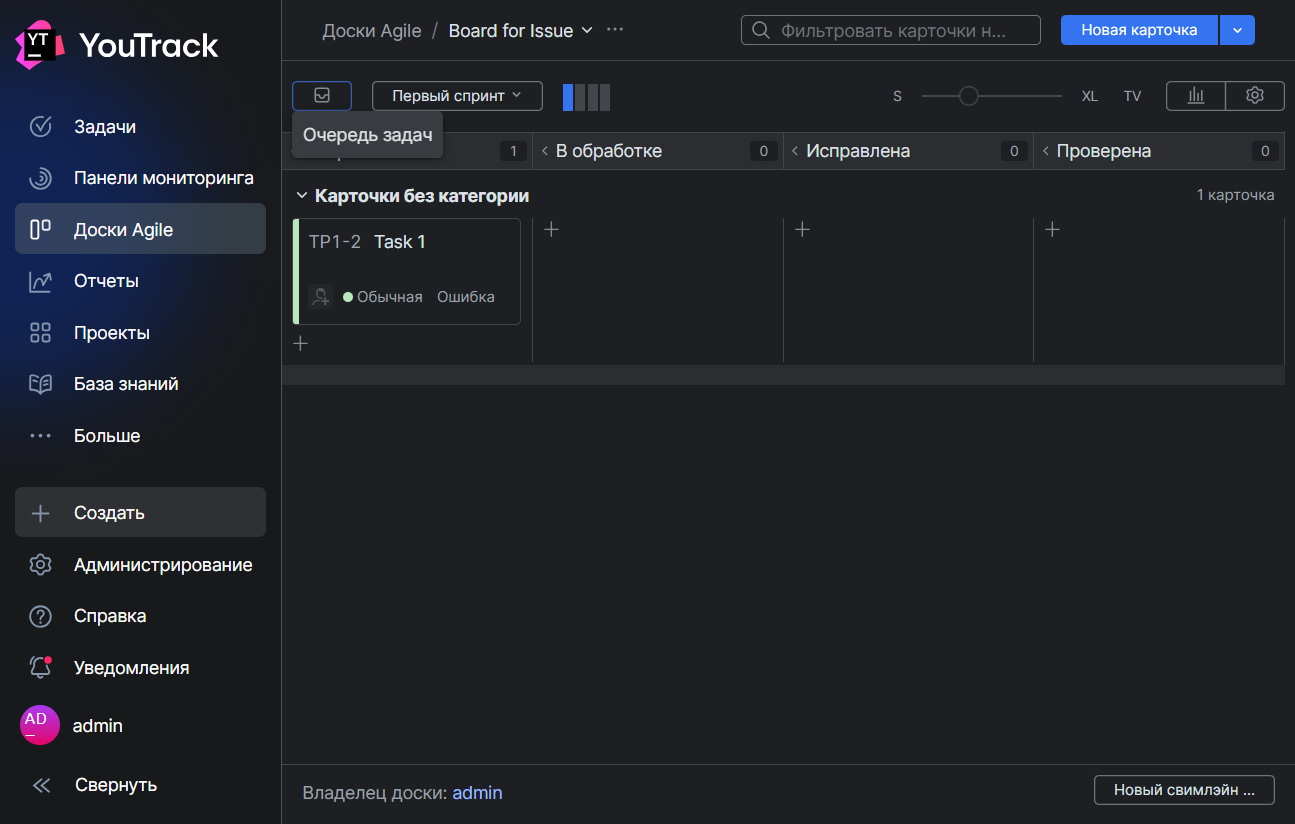 YT YouTrack
Задачи
Панели мониторинга
Доски Agile
Отчеты
Проекты
База знаний
Больше
Создать
Администрирование
Справка
Уведомления
AD admin
Свернуть
Доски Agile / Board for Issue
Фильтровать карточки н...
Новая карточка
Первый спринт
S XL TV
Очередь задач
1 В обработке 0 Исправлена 0 Проверена 0
Карточки без категории 1 карточка
TP1-2 Task 1
Обычная Ошибка
Владелец доски: admin
Новый свимлэйн ...